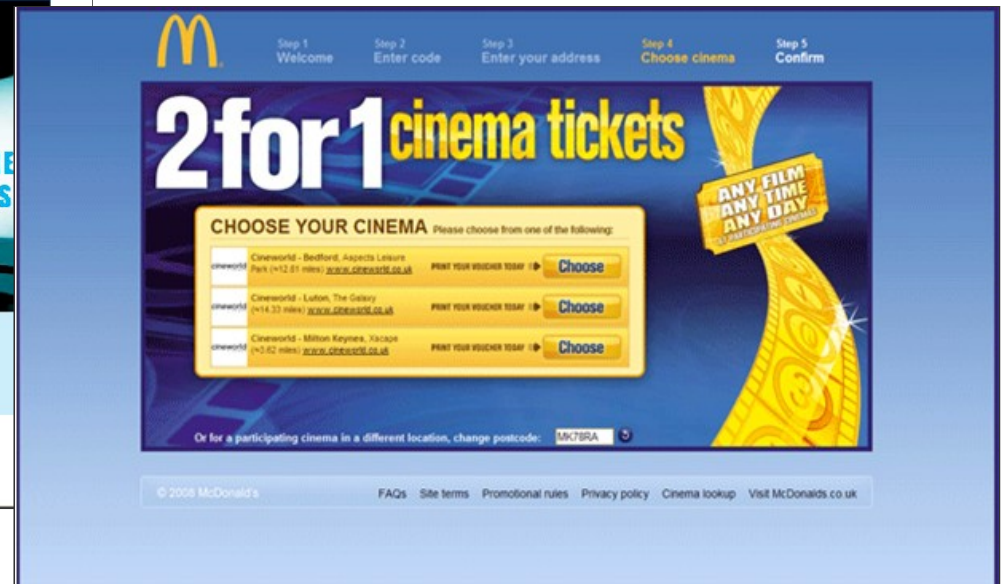 Step 1
Welcome
Step 2
Enter code
Step 3
Enter your address
Step 4
Choose cinema
Step 5
Confirm
2 for 1 cinema tickets
ANY FILM
ANY TIME
ANY DAY
AT PARTICIPATING CINEMAS
CHOOSE YOUR CINEMA Please choose from one of the following:
cineworld
Cineworld - Bedford, Aspects Leisure
Park (≈12.81 miles) www.cineworld.co.uk
PRINT YOUR VOUCHER TODAY
Choose
cineworld
Cineworld - Luton, The Galaxy
(≈14.33 miles) www.cineworld.co.uk
PRINT YOUR VOUCHER TODAY
Choose
cineworld
Cineworld - Milton Keynes, Xscape
(≈3.62 miles) www.cineworld.co.uk
PRINT YOUR VOUCHER TODAY
Choose
Or for a participating cinema in a different location, change postcode: MK78RA
© 2008 McDonald's
FAQs Site terms Promotional rules Privacy policy Cinema lookup Visit McDonalds.co.uk